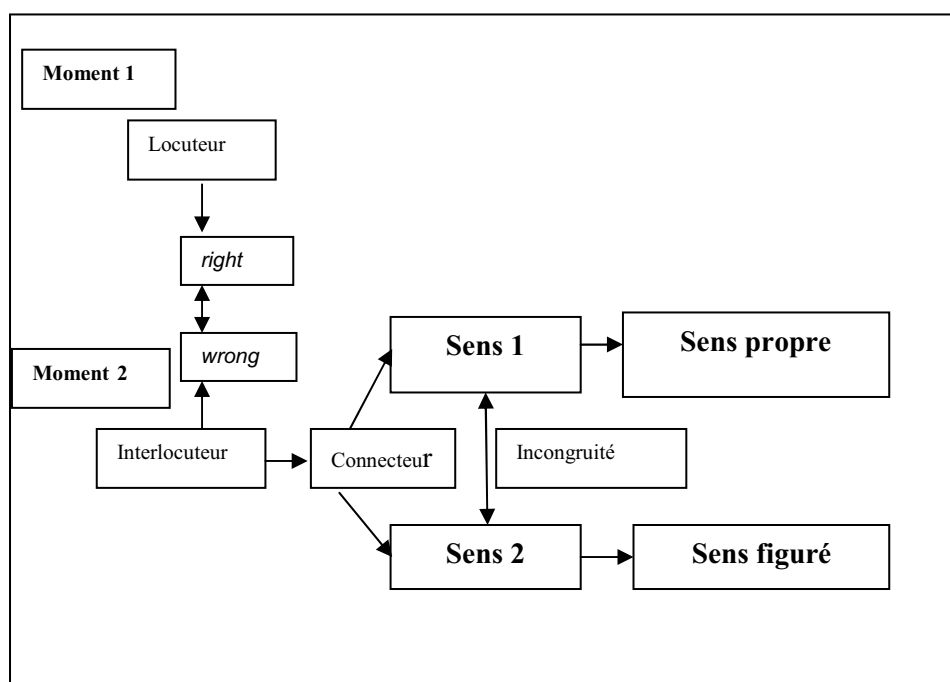 Moment 1
Locuteur
right
wrong
Moment 2
Sens 1
Sens propre
Interlocuteur
Connecteur
Incongruité
Sens 2
Sens figuré